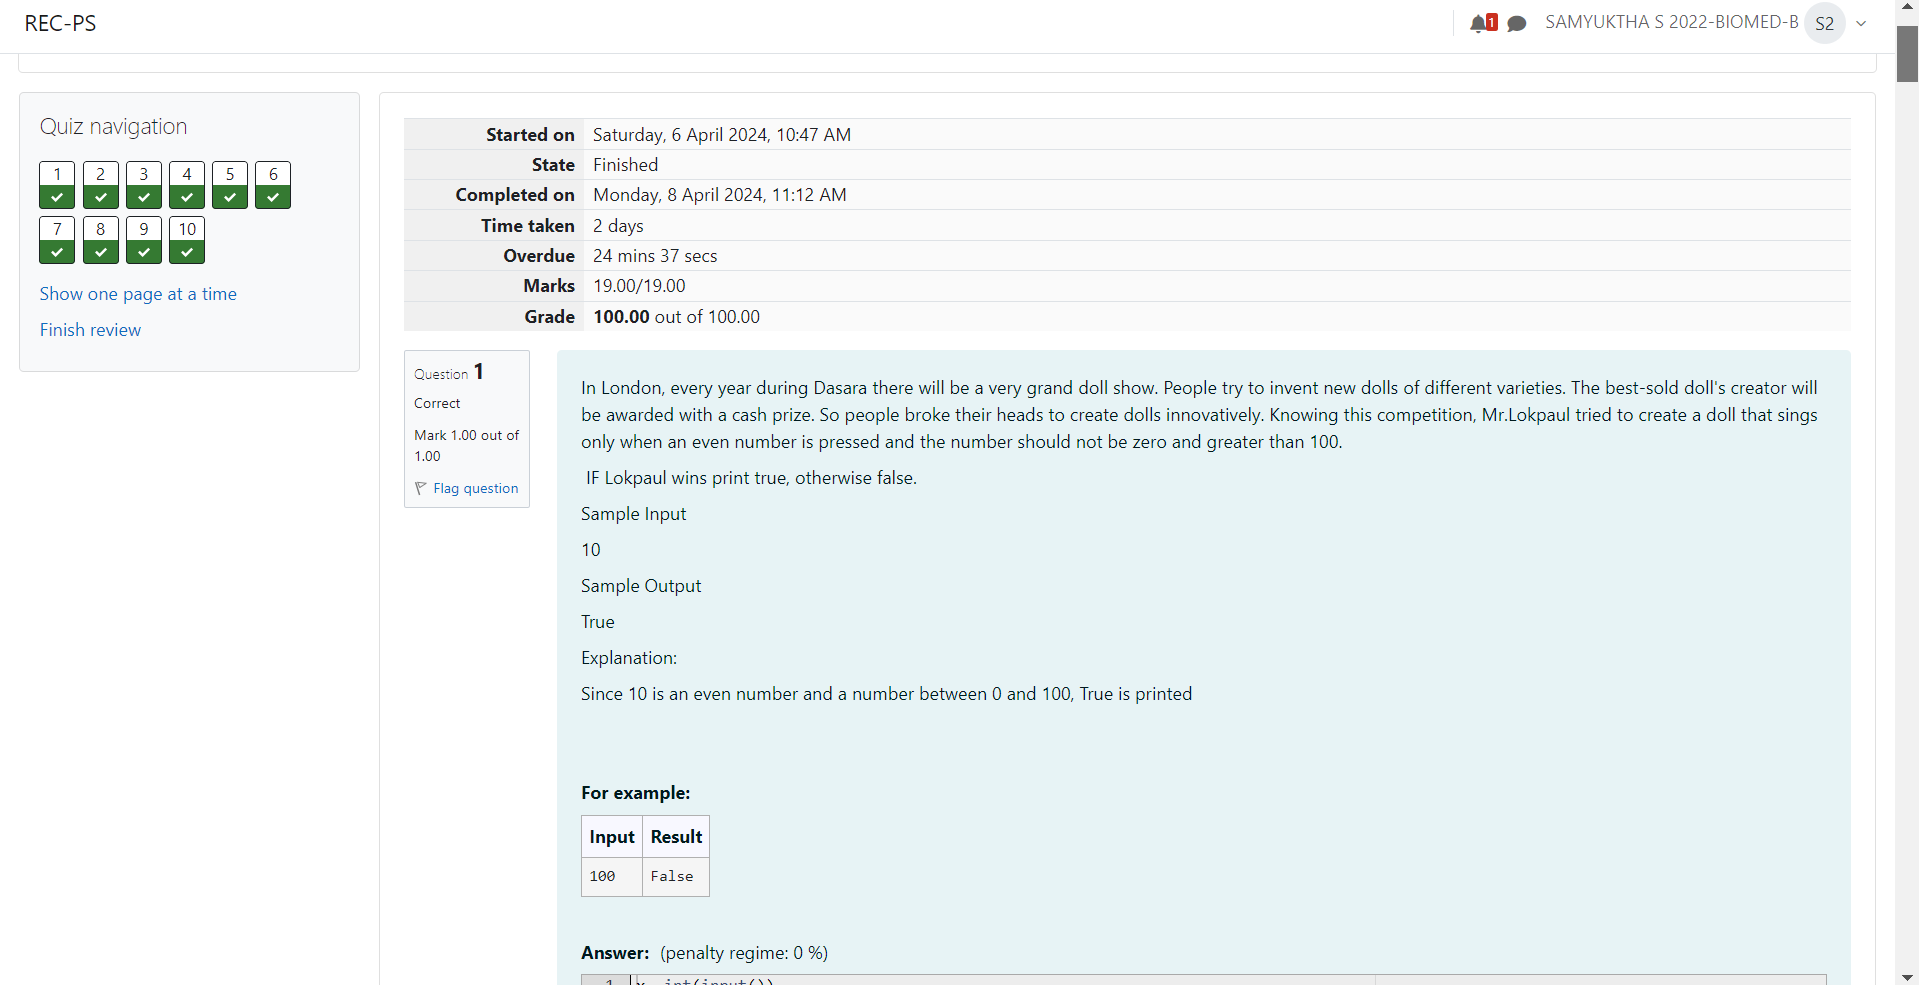 REC-PS
1
SAMYUKTHA S 2022-BIOMED-B
S2
Quiz navigation
1 2 3 4 5 6
7 8 9 10
Show one page at a time
Finish review
Started on Saturday, 6 April 2024, 10:47 AM
State Finished
Completed on Monday, 8 April 2024, 11:12 AM
Time taken 2 days
Overdue 24 mins 37 secs
Marks 19.00/19.00
Grade 100.00 out of 100.00
Question 1
Correct
Mark 1.00 out of
1.00
Flag question
In London, every year during Dasara there will be a very grand doll show. People try to invent new dolls of different varieties. The best-sold doll's creator will
be awarded with a cash prize. So people broke their heads to create dolls innovatively. Knowing this competition, Mr.Lokpaul tried to create a doll that sings
only when an even number is pressed and the number should not be zero and greater than 100.
IF Lokpaul wins print true, otherwise false.
Sample Input
10
Sample Output
True
Explanation:
Since 10 is an even number and a number between 0 and 100, True is printed
For example:
Input Result
100 False
Answer: (penalty regime: 0 %)
1 int(input())